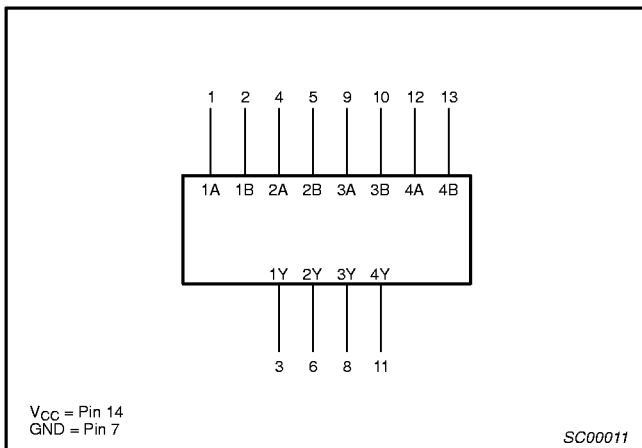 1 2 4 5 9 10 12 13
1A 1B 2A 2B 3A 3B 4A 4B
1Y 2Y 3Y 4Y
3 6 8 11
VCC = Pin 14
GND = Pin 7
SC00011